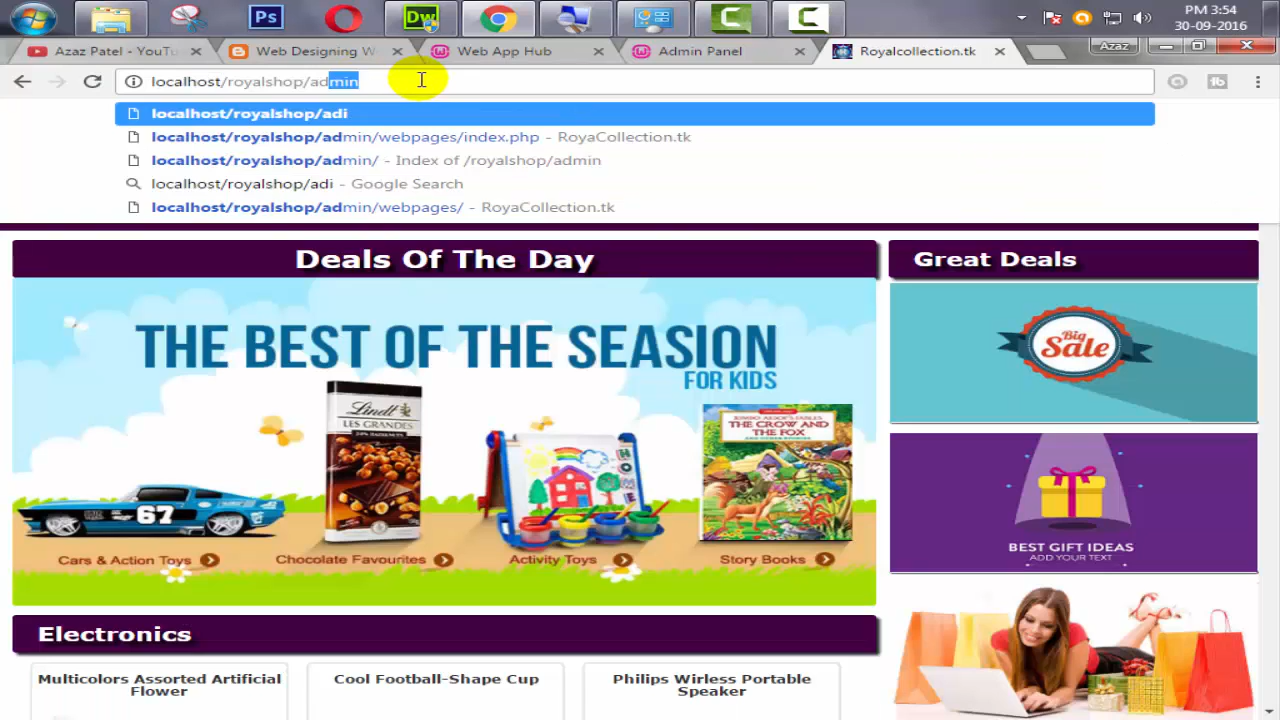 Ps
Dw
PM 3:54
30-09-2016
Azaz Patel - YouTu
Web Designing W
Web App Hub
Admin Panel
Royalcollection.tk
Azaz
localhost/royalshop/admin
localhost/royalshop/adi
localhost/royalshop/admin/webpages/index.php - RoyaCollection.tk
localhost/royalshop/admin/ - Index of /royalshop/admin
localhost/royalshop/adi - Google Search
localhost/royalshop/admin/webpages/ - RoyaCollection.tk
Deals Of The Day
Great Deals
THE BEST OF THE SEASION
FOR KIDS
Lindt
LES GRANDES
THE CROW AND
THE FOX
67
Cars & Action Toys
Chocolate Favourites
Activity Toys
Story Books
Big
Sale
BEST GIFT IDEAS
ADD YOUR TEXT
Electronics
Multicolors Assorted Artificial
Flower
Cool Football-Shape Cup
Philips Wirless Portable
Speaker